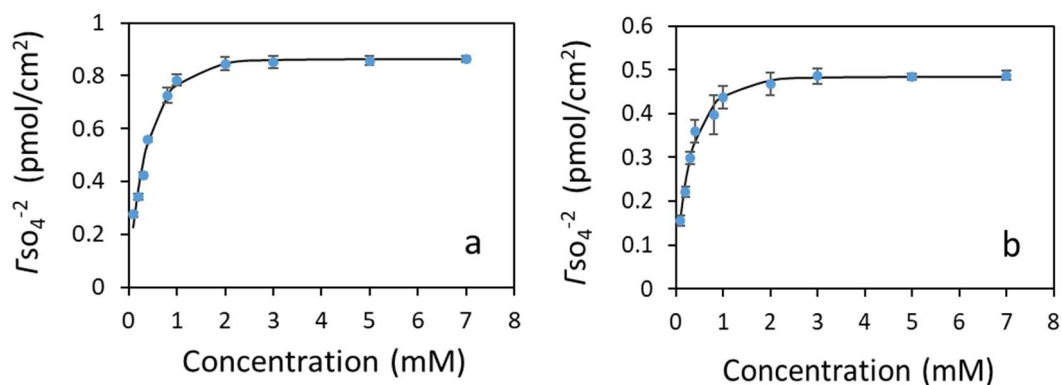 1
0.8
0.6
0.4
0.2
0
0 1 2 3 4 5 6 7 8
Γso₄⁻² (pmol/cm²)
Concentration (mM)
a
0.6
0.5
0.4
0.3
0.2
0.1
0
0 1 2 3 4 5 6 7 8
Γso₄⁻² (pmol/cm²)
Concentration (mM)
b